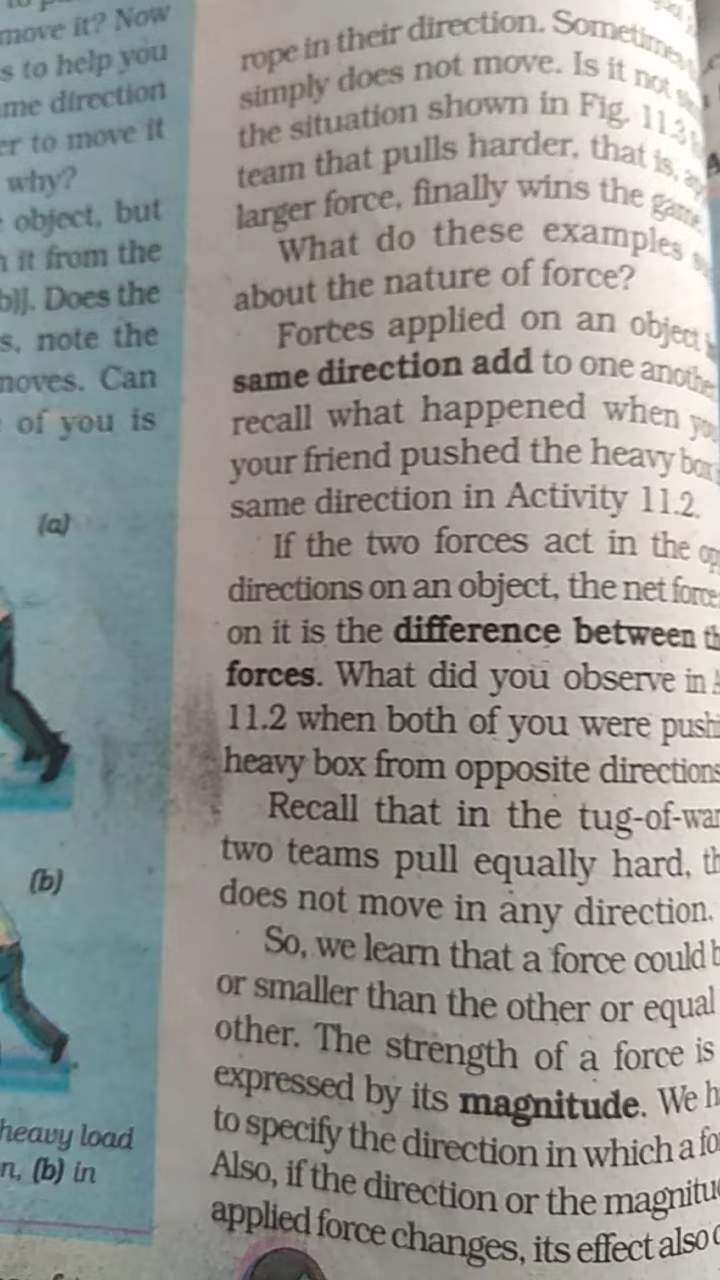 move it? Now
s to help you
me direction
er to move it
why?
object, but
it from the
b)]. Does the
s, note the
moves. Can
of you is
(a)
(b)
heavy load
n, (b) in
rope in their direction. Sometimes
simply does not move. Is it not
the situation shown in Fig. 11.3
team that pulls harder, that is,
larger force, finally wins the game
What do these examples
about the nature of force?
Forces applied on an object
same direction add to one another
recall what happened when
your friend pushed the heavy box
same direction in Activity 11.2.
If the two forces act in the
directions on an object, the net force
on it is the difference between
forces. What did you observe in
11.2 when both of you were push
heavy box from opposite directions
Recall that in the tug-of-war
two teams pull equally hard,
does not move in any direction.
So, we learn that a force could
or smaller than the other or equal
other. The strength of a force is
expressed by its magnitude. We
to specify the direction in which a
Also, if the direction or the
applied force changes, its effect also